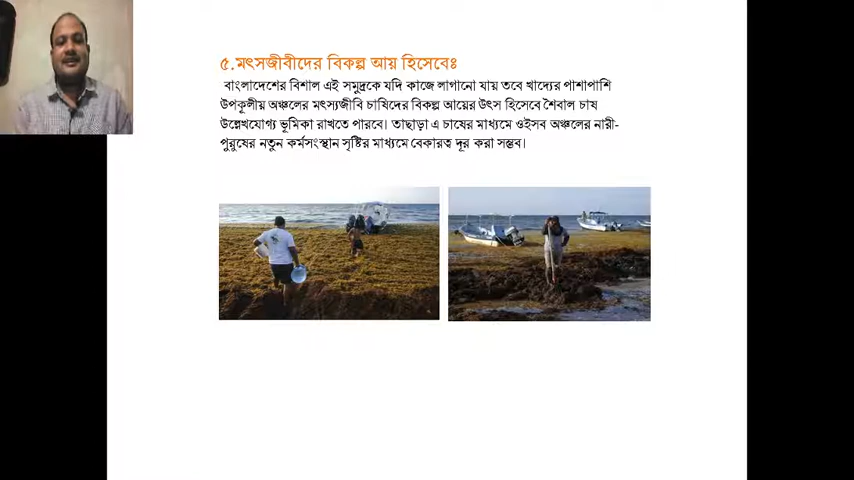 ৫.মৎসজীবীদের বিকল্প আয় হিসেবেঃ
বাংলাদেশের বিশাল এই সমুদ্রকে যদি কাজে লাগানো যায় তবে খাদ্যের পাশাপাশি
উপকূলীয় অঞ্চলের মৎস্যজীবি চাষিদের বিকল্প আয়ের উৎস হিসেবে শৈবাল চাষ
উল্লেখযোগ্য ভূমিকা রাখতে পারবে। তাছাড়া এ চাষের মাধ্যমে ওইসব অঞ্চলের নারী-
পুরুষের নতুন কর্মসংস্থান সৃষ্টির মাধ্যমে বেকারত্ব দূর করা সম্ভব।